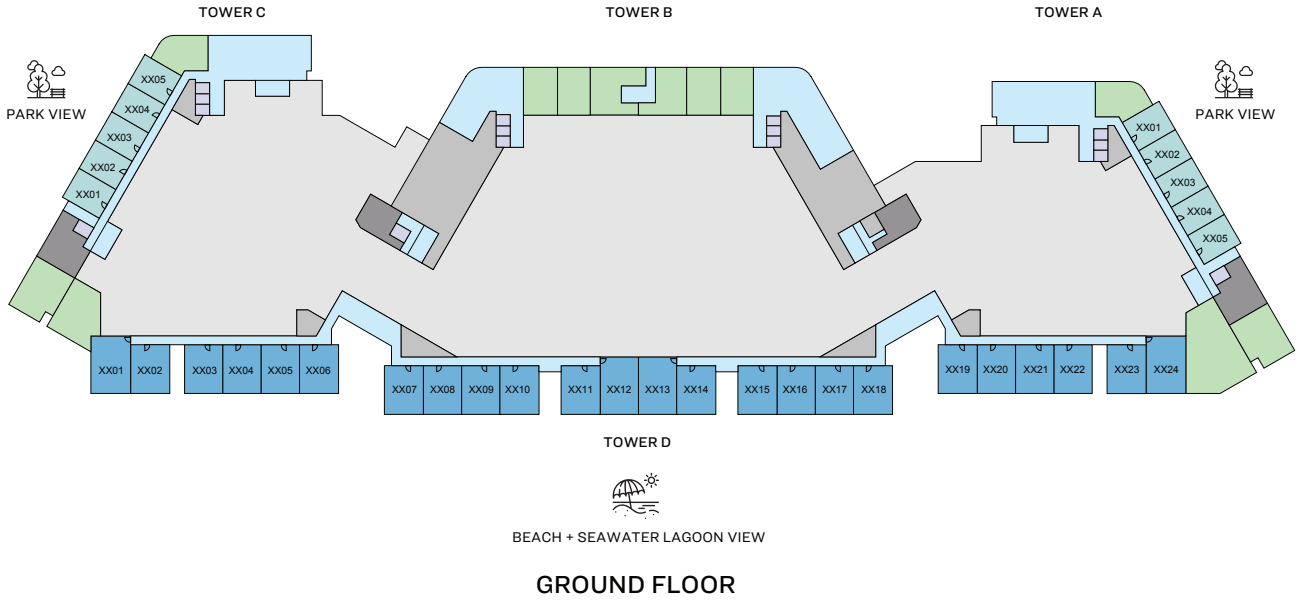 TOWER C
TOWER B
TOWER A
PARK VIEW
PARK VIEW
XX05
XX04
XX03
XX02
XX01
XX01
XX02
XX03
XX04
XX05
XX01
XX02
XX03
XX04
XX05
XX06
XX07
XX08
XX09
XX10
XX11
XX12
XX13
XX14
XX15
XX16
XX17
XX18
XX19
XX20
XX21
XX22
XX23
XX24
TOWER D
BEACH + SEAWATER LAGOON VIEW
GROUND FLOOR